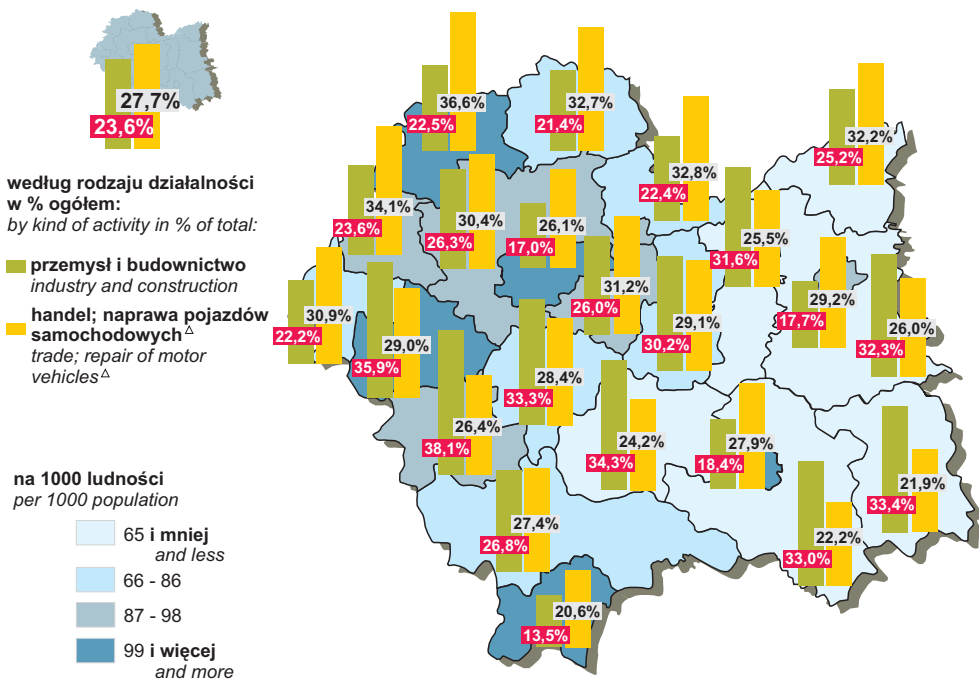 27,7%
23,6%
według rodzaju działalności
w % ogółem:
by kind of activity in % of total:
przemysł i budownictwo
industry and construction
handel; naprawa pojazdów
samochodowych△
trade; repair of motor
vehicles△
na 1000 ludności
per 1000 population
65 i mniej
and less
66 - 86
87 - 98
99 i więcej
and more
36,6%
22,5%
32,7%
21,4%
32,2%
25,2%
32,8%
22,4%
34,1%
23,6%
30,4%
26,3%
26,1%
17,0%
25,5%
31,6%
31,2%
26,0%
29,2%
17,7%
30,9%
22,2%
29,0%
35,9%
29,1%
30,2%
26,0%
32,3%
28,4%
33,3%
26,4%
38,1%
24,2%
34,3%
27,9%
18,4%
21,9%
33,4%
27,4%
26,8%
22,2%
33,0%
20,6%
13,5%